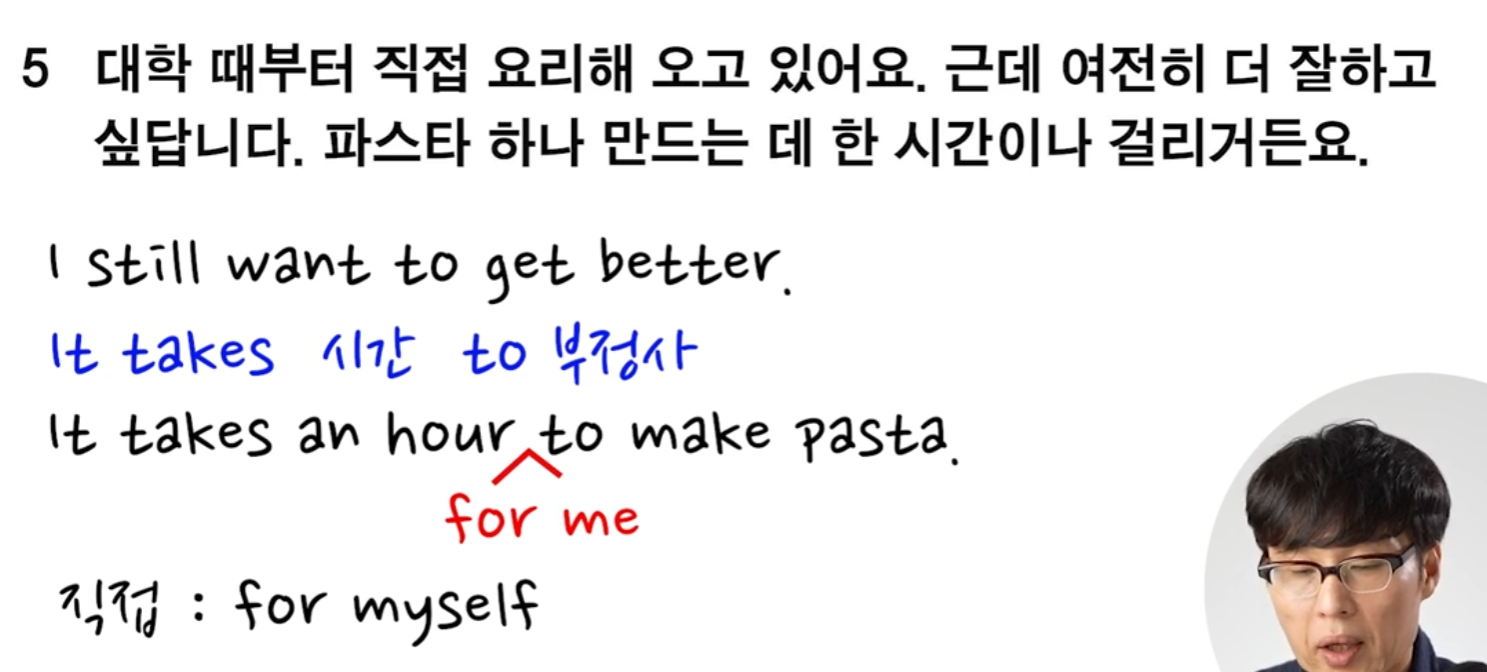 5 대학 때부터 직접 요리해 오고 있어요. 근데 여전히 더 잘하고
싶답니다. 파스타 하나 만드는 데 한 시간이나 걸리거든요.
I still want to get better.
It takes 시간 to 부정사
It takes an hour to make pasta.
for me
직접 : for myself